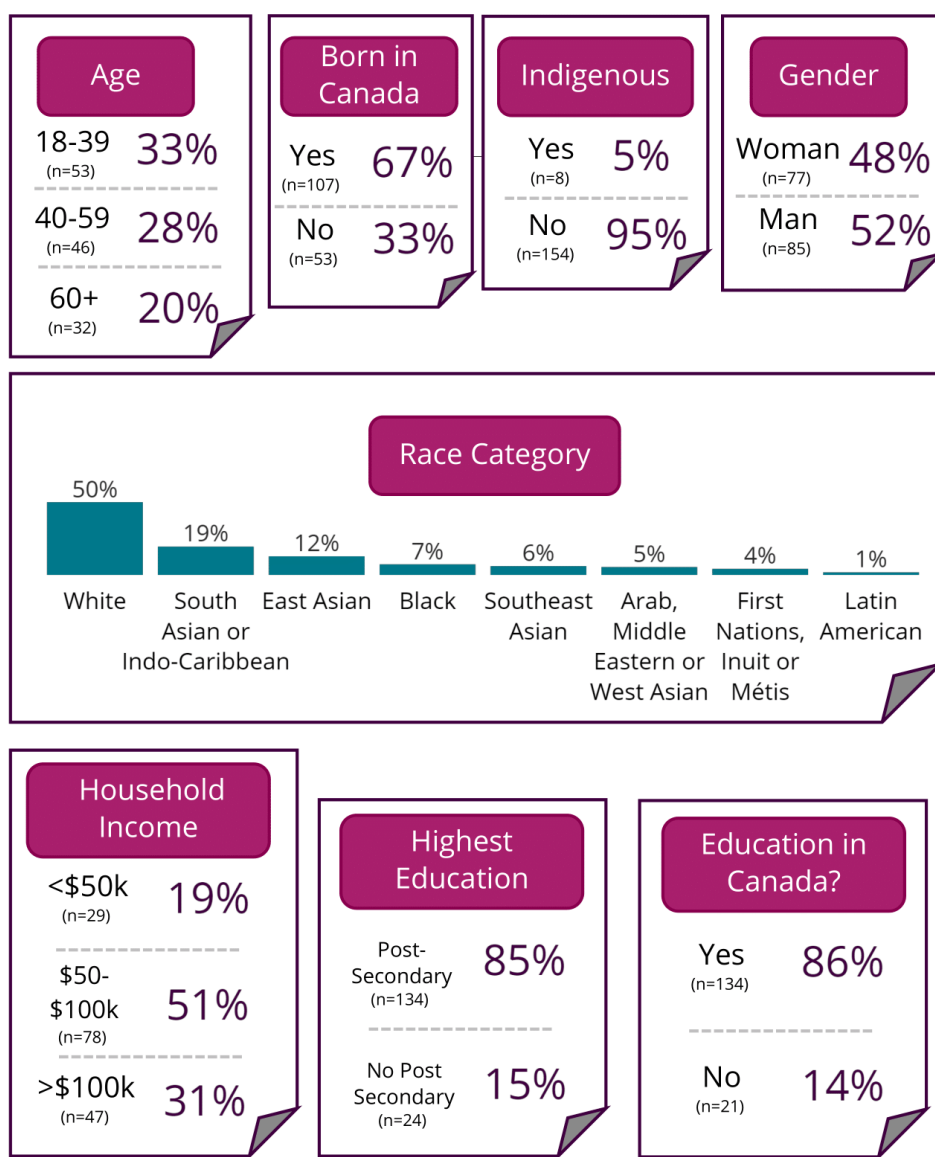 Age
18-39 33%
(n=53)
40-59 28%
(n=46)
60+ 20%
(n=32)
Born in
Canada
Yes 67%
(n=107)
No 33%
(n=53)
Indigenous
Yes 5%
(n=8)
No 95%
(n=154)
Gender
Woman 48%
(n=77)
Man 52%
(n=85)
Race Category
50% 19% 12% 7% 6% 5% 4% 1%
White
South
Asian or
Indo-Caribbean
East Asian
Black
Southeast
Asian
Arab,
Middle
Eastern or
West Asian
First
Nations,
Inuit or
Métis
Latin
American
Household
Income
<$50k 19%
(n=29)
$50-
$100k 51%
(n=78)
>$100k 31%
(n=47)
Highest
Education
Post-
Secondary 85%
(n=134)
No Post
Secondary 15%
(n=24)
Education in
Canada?
Yes 86%
(n=134)
No 14%
(n=21)